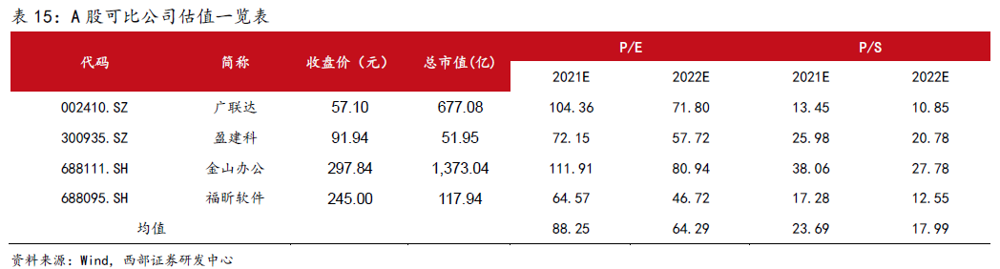 表 15：A 股可比公司估值一览表
代码 简称 收盘价（元） 总市值(亿) P/E P/S
2021E 2022E 2021E 2022E
002410.SZ 广联达 57.10 677.08 104.36 71.80 13.45 10.85
300935.SZ 盈建科 91.94 51.95 72.15 57.72 25.98 20.78
688111.SH 金山办公 297.84 1,373.04 111.91 80.94 38.06 27.78
688095.SH 福昕软件 245.00 117.94 64.57 46.72 17.28 12.55
均值 88.25 64.29 23.69 17.99
资料来源：Wind，西部证券研发中心